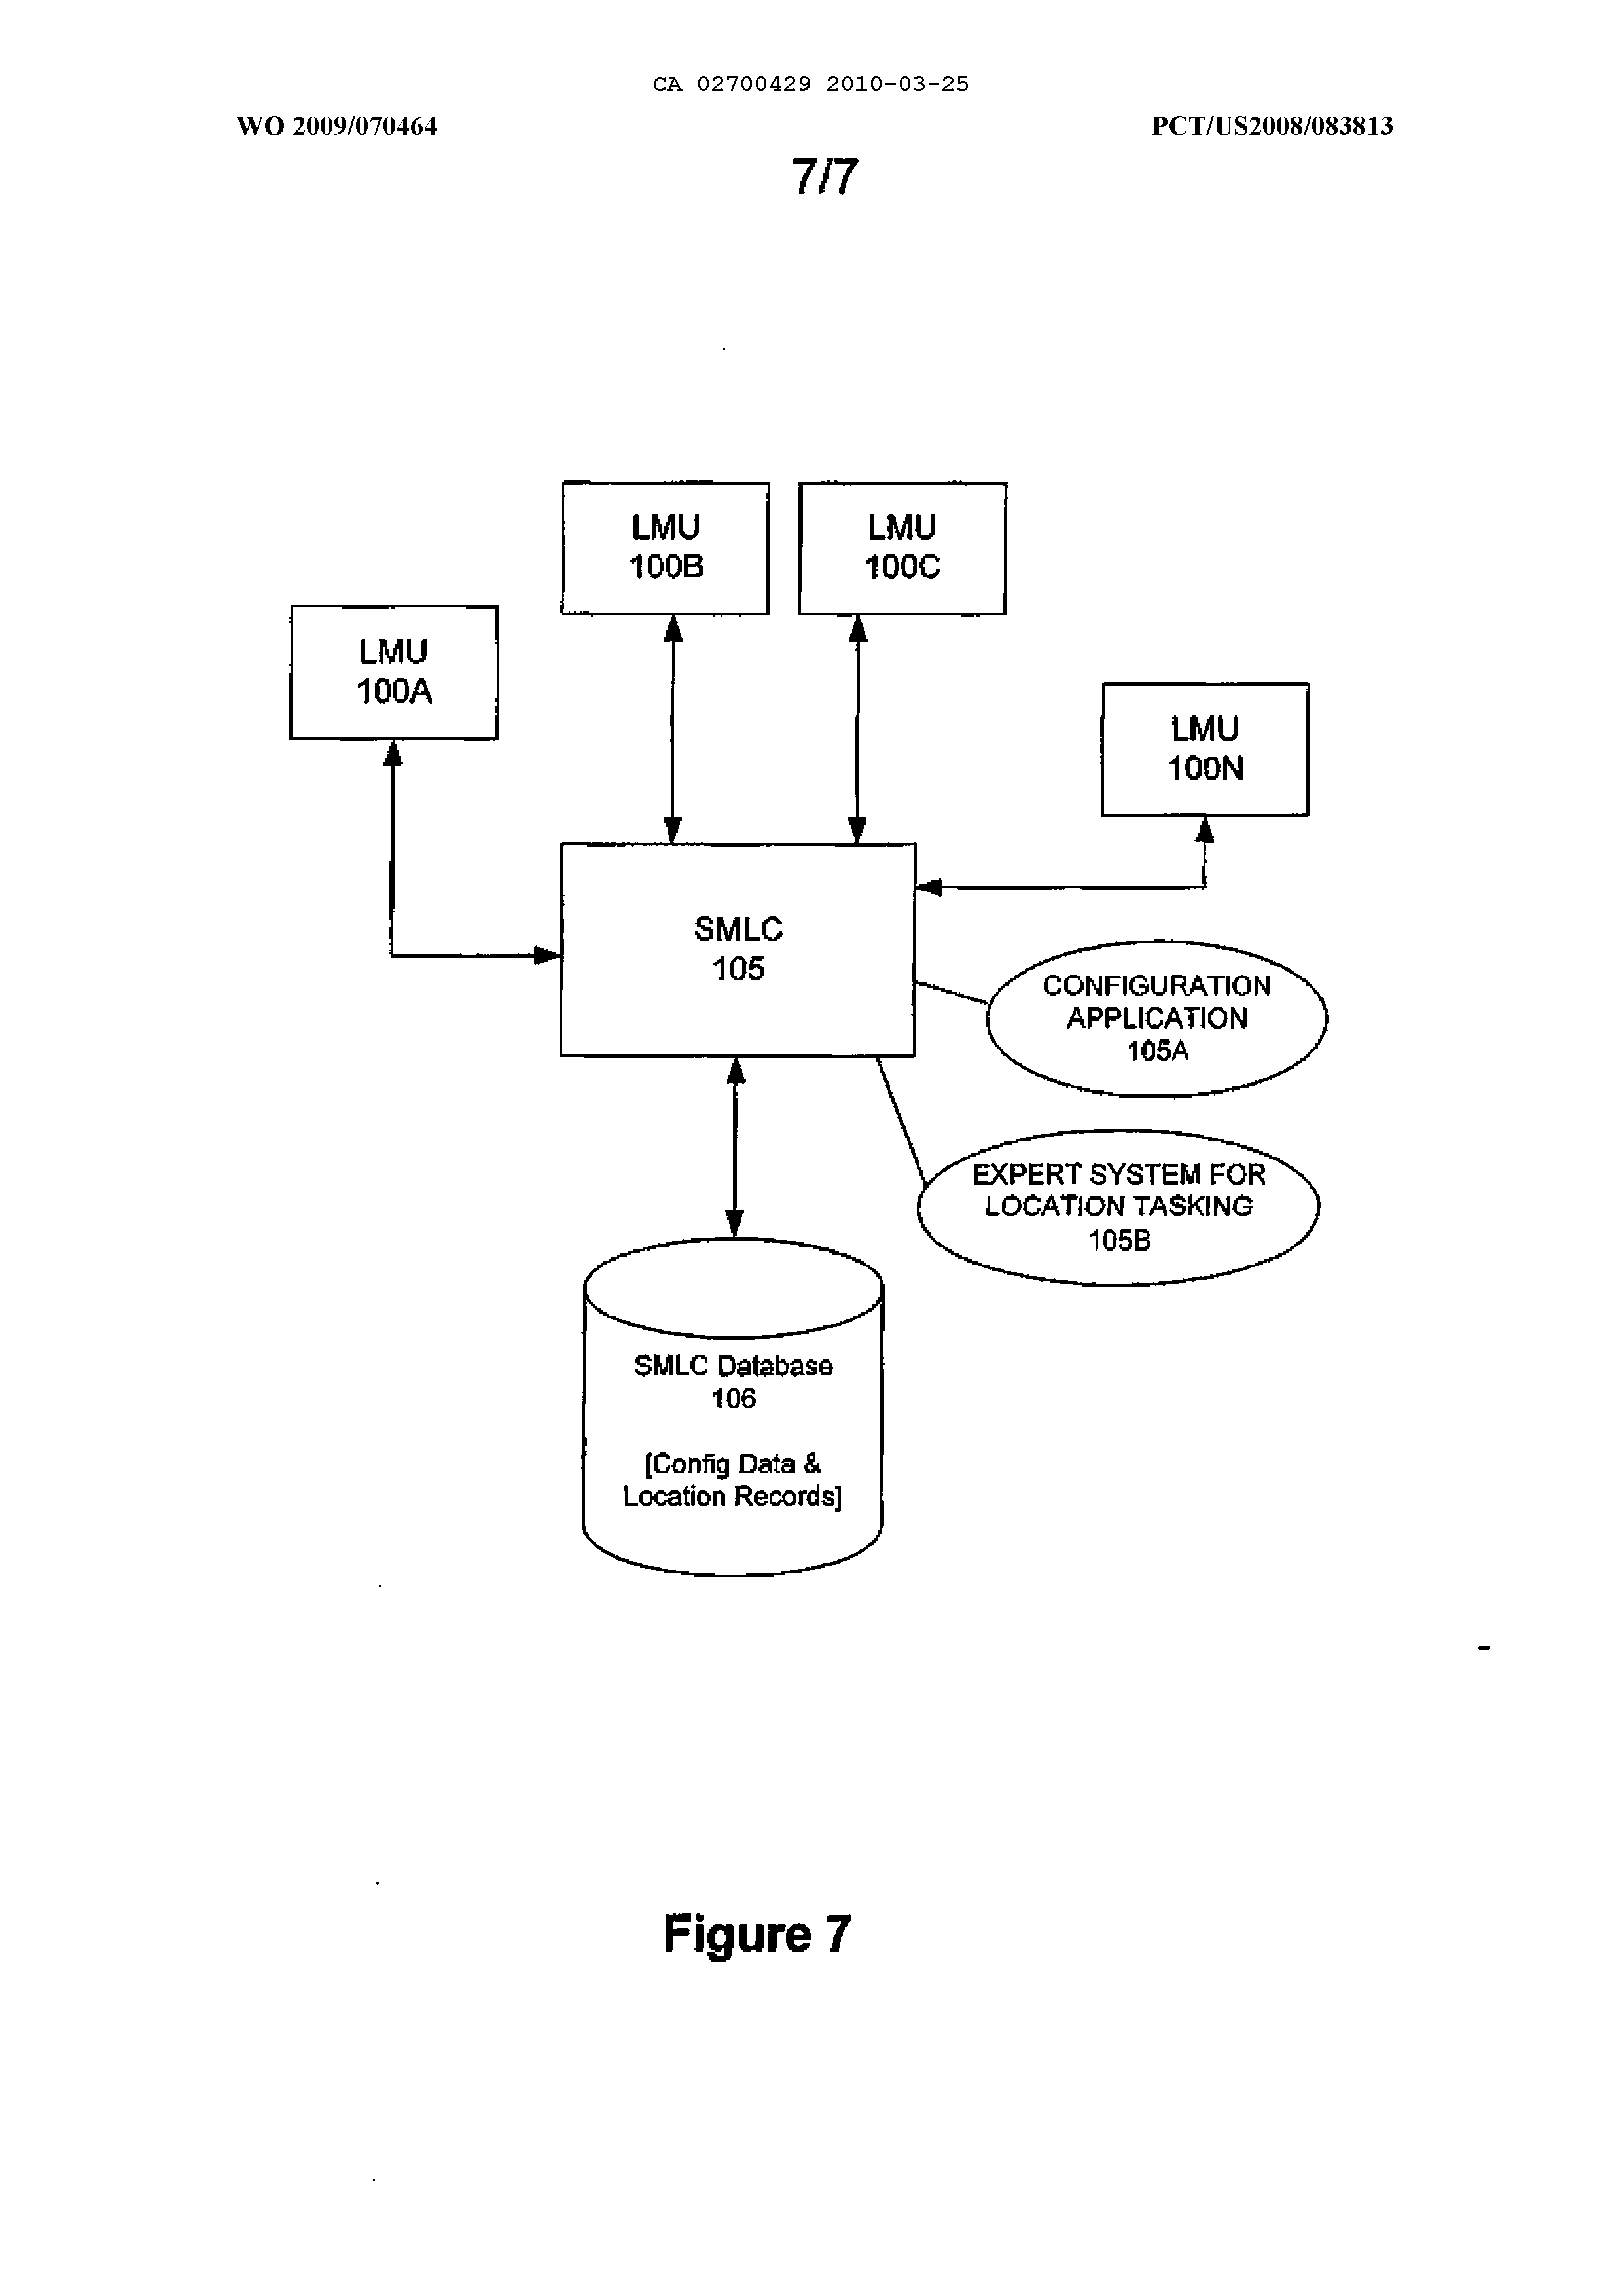 CA 02700429 2010-03-25
WO 2009/070464
PCT/US2008/083813
7/7
LMU
100B
LMU
100C
LMU
100A
LMU
100N
SMLC
105
CONFIGURATION
APPLICATION
105A
EXPERT SYSTEM FOR
LOCATION TASKING
105B
SMLC Database
106
[Config Data &
Location Records]
Figure 7